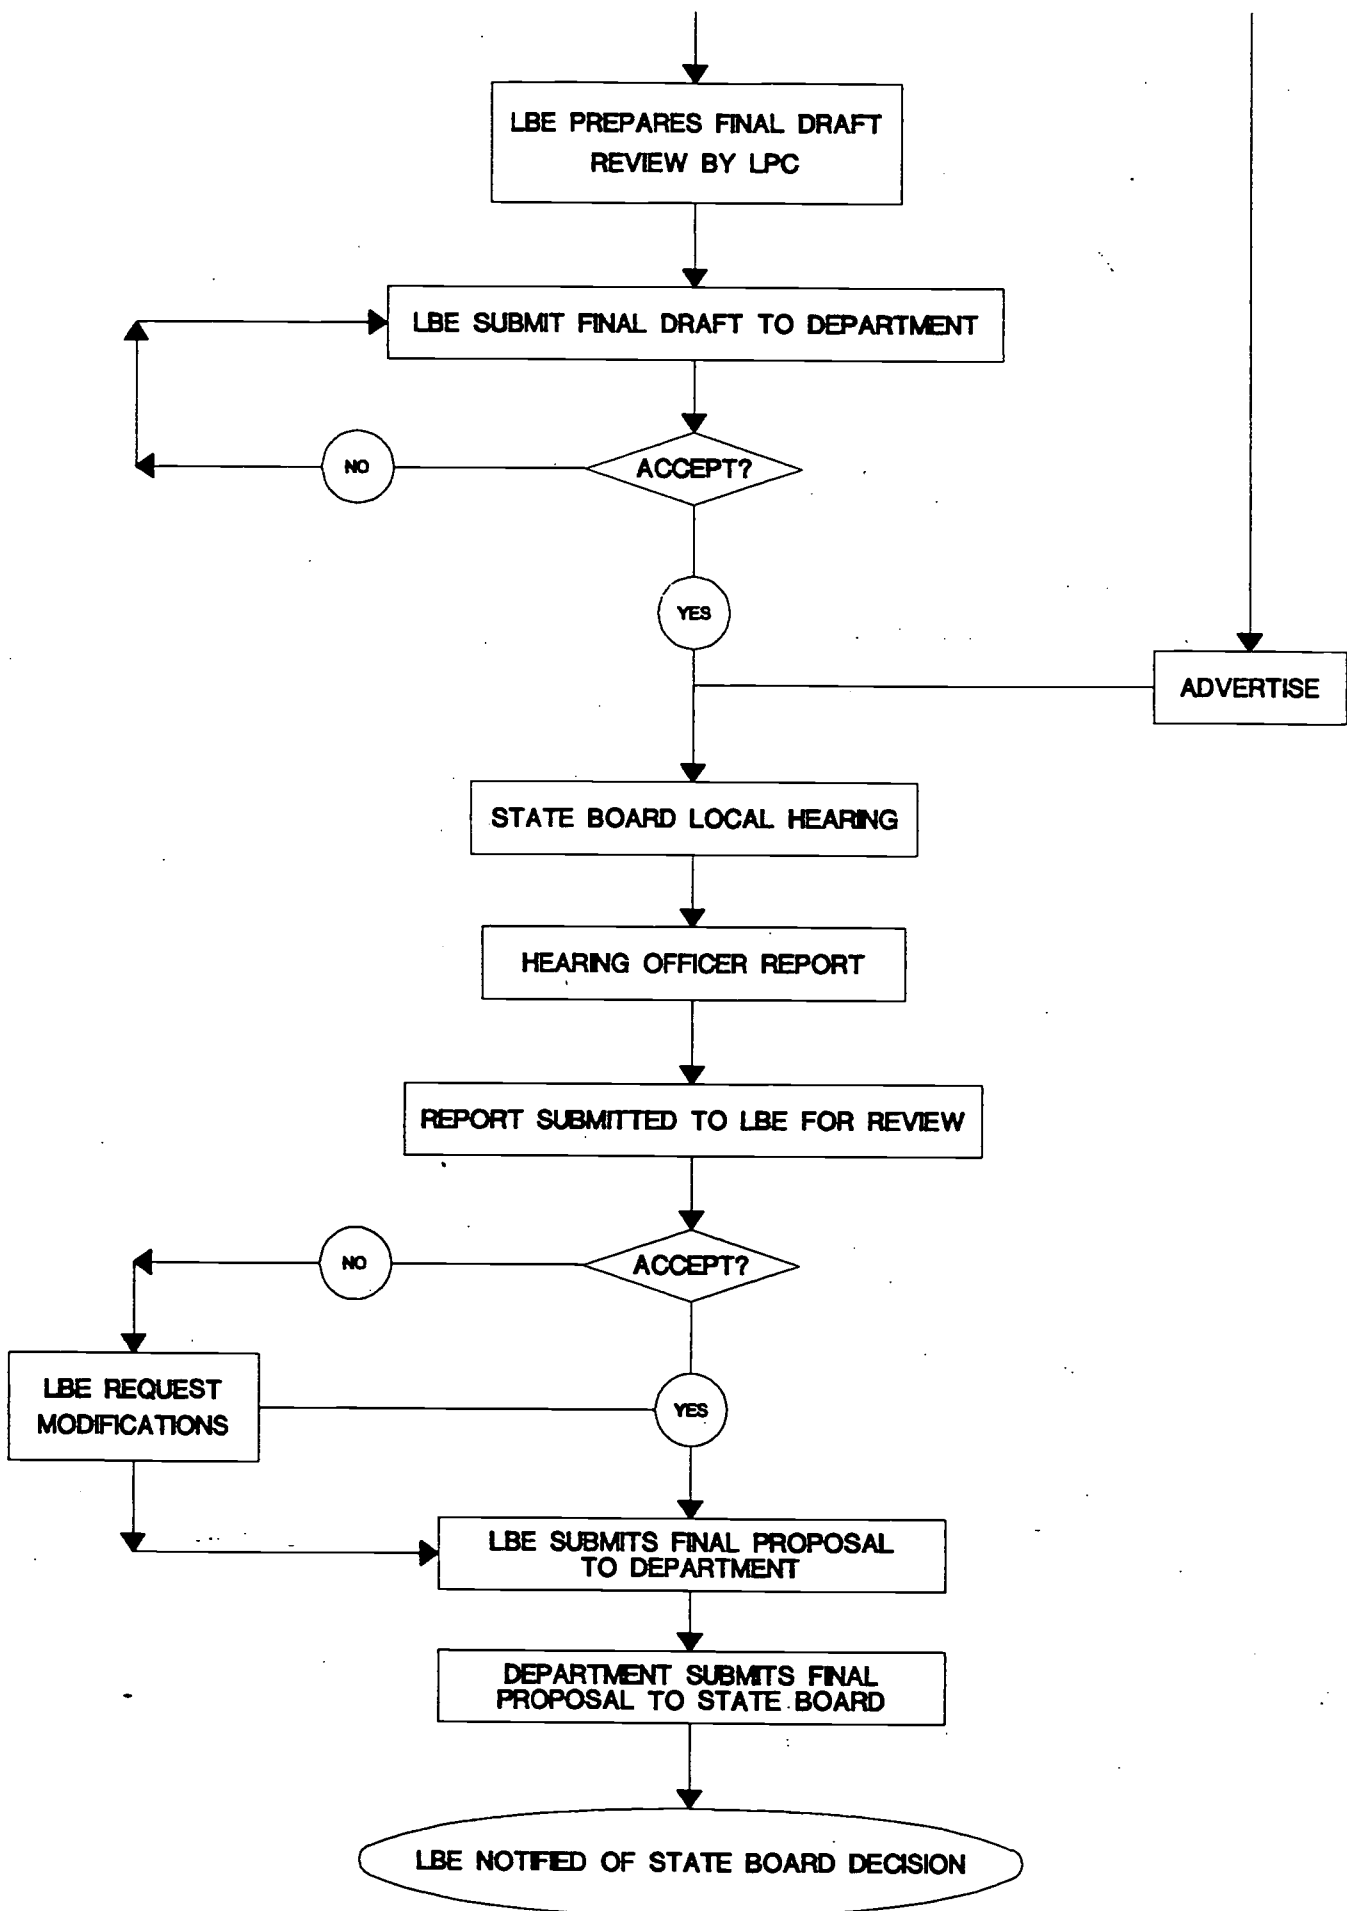 LBE PREPARES FINAL DRAFT
REVIEW BY LPC
LBE SUBMIT FINAL DRAFT TO DEPARTMENT
NO
ACCEPT?
YES
ADVERTISE
STATE BOARD LOCAL HEARING
HEARING OFFICER REPORT
REPORT SUBMITTED TO LBE FOR REVIEW
NO
ACCEPT?
LBE REQUEST
MODIFICATIONS
YES
LBE SUBMITS FINAL PROPOSAL
TO DEPARTMENT
DEPARTMENT SUBMITS FINAL
PROPOSAL TO STATE BOARD
LBE NOTIFIED OF STATE BOARD DECISION